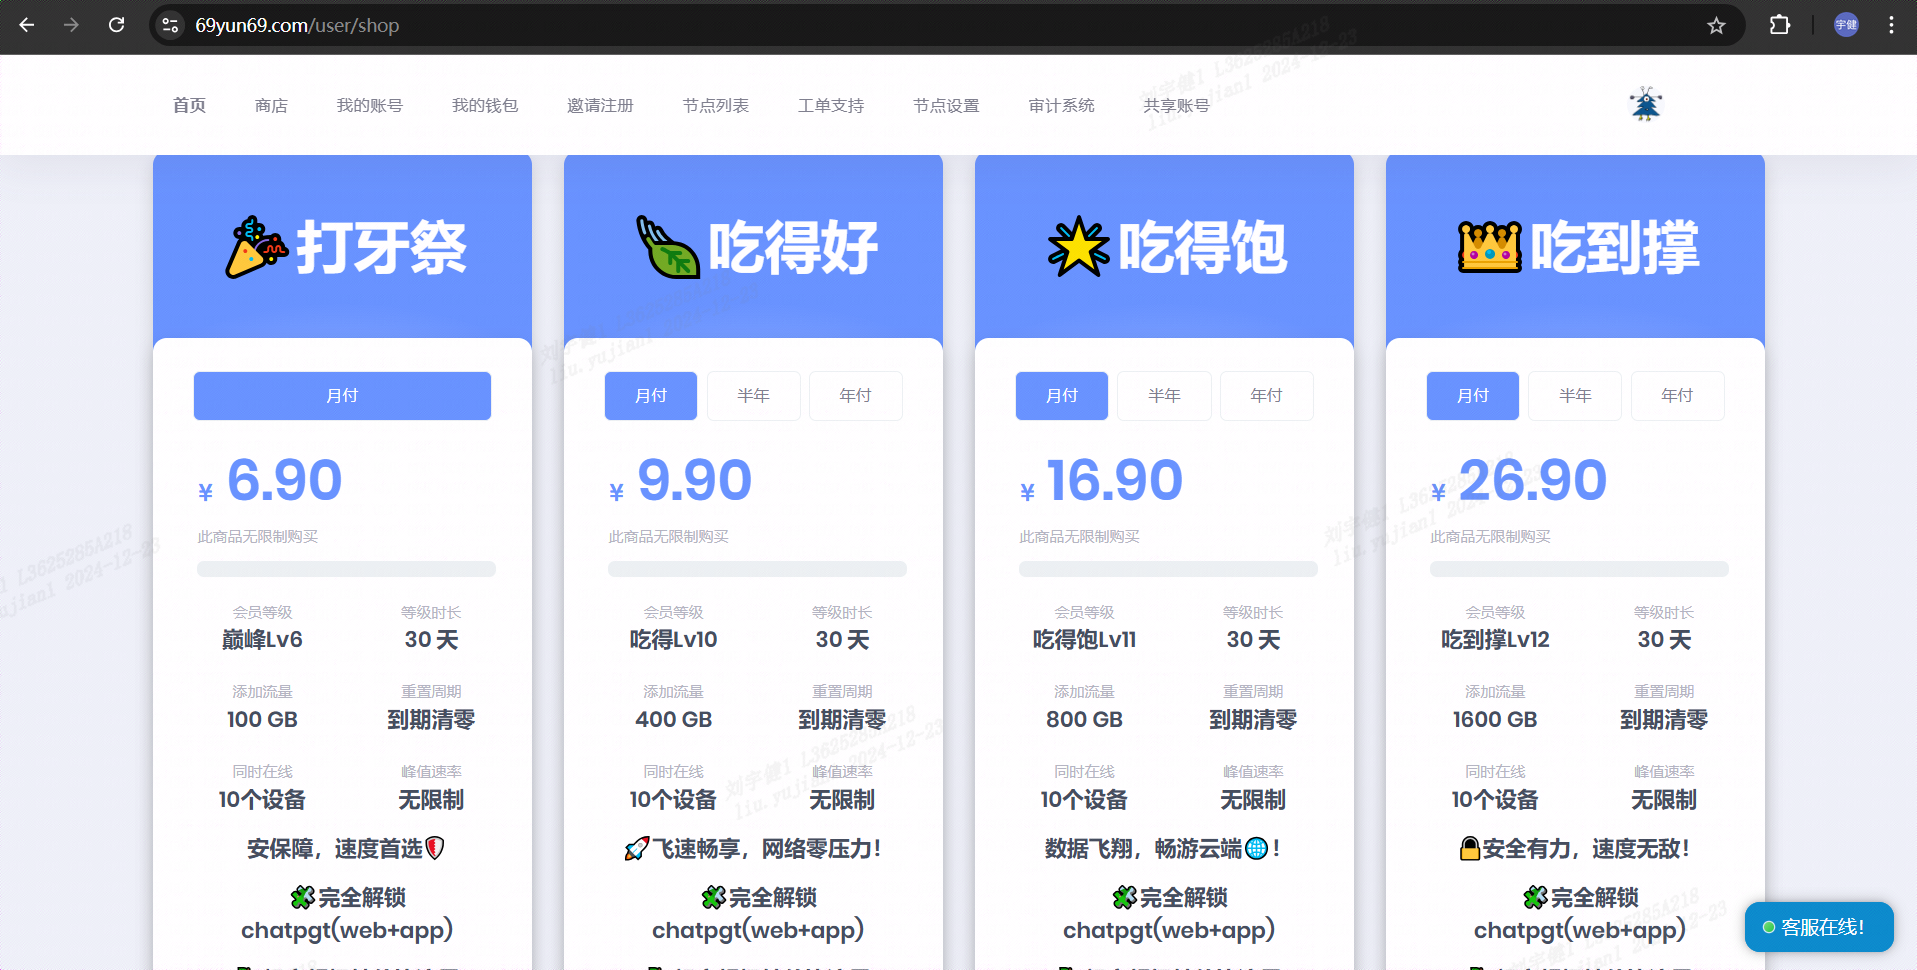 69yun69.com/user/shop
宇健
首页 商店 我的账号 我的钱包 邀请注册 节点列表 工单支持 节点设置 审计系统 共享账号
打牙祭
月付
¥ 6.90
此商品无限制购买
会员等级 等级时长
巅峰Lv6 30 天
添加流量 重置周期
100 GB 到期清零
同时在线 峰值速率
10个设备 无限制
安保障，速度首选
完全解锁
chatpgt(web+app)
吃得好
月付 半年 年付
¥ 9.90
此商品无限制购买
会员等级 等级时长
吃得Lv10 30 天
添加流量 重置周期
400 GB 到期清零
同时在线 峰值速率
10个设备 无限制
飞速畅享，网络零压力！
完全解锁
chatpgt(web+app)
吃得饱
月付 半年 年付
¥ 16.90
此商品无限制购买
会员等级 等级时长
吃得饱Lv11 30 天
添加流量 重置周期
800 GB 到期清零
同时在线 峰值速率
10个设备 无限制
数据飞翔，畅游云端！
完全解锁
chatpgt(web+app)
吃到撑
月付 半年 年付
¥ 26.90
此商品无限制购买
会员等级 等级时长
吃到撑Lv12 30 天
添加流量 重置周期
1600 GB 到期清零
同时在线 峰值速率
10个设备 无限制
安全有力，速度无敌！
完全解锁
chatpgt(web+app)
客服在线！
刘宇健1 L3625285A218
liu.yujian1 2024-12-23